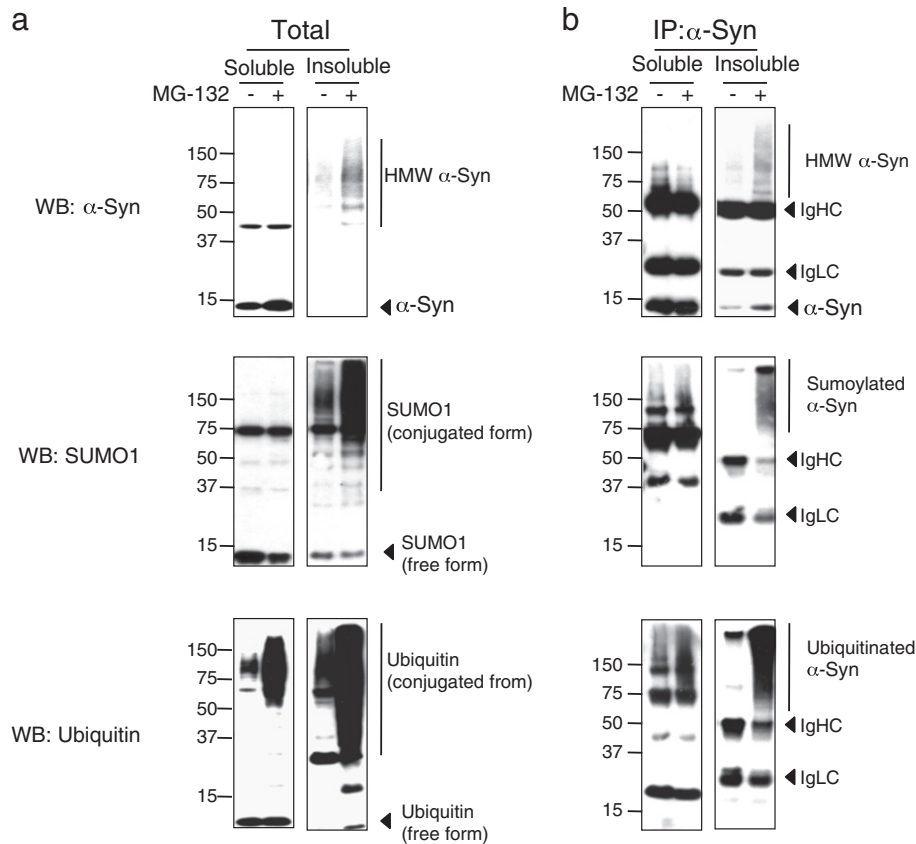 a
Total
Soluble Insoluble
MG-132 - + - +
WB: α-Syn
150
75
50
37
15
HMW α-Syn
α-Syn
WB: SUMO1
150
75
50
37
15
SUMO1
(conjugated form)
SUMO1
(free form)
WB: Ubiquitin
150
75
50
37
15
Ubiquitin
(conjugated from)
Ubiquitin
(free form)
b
IP:α-Syn
Soluble Insoluble
MG-132 - + - +
150
75
50
37
15
HMW α-Syn
IgHC
IgLC
α-Syn
150
75
50
37
15
Sumoylated
α-Syn
IgHC
IgLC
150
75
50
37
15
Ubiquitinated
α-Syn
IgHC
IgLC